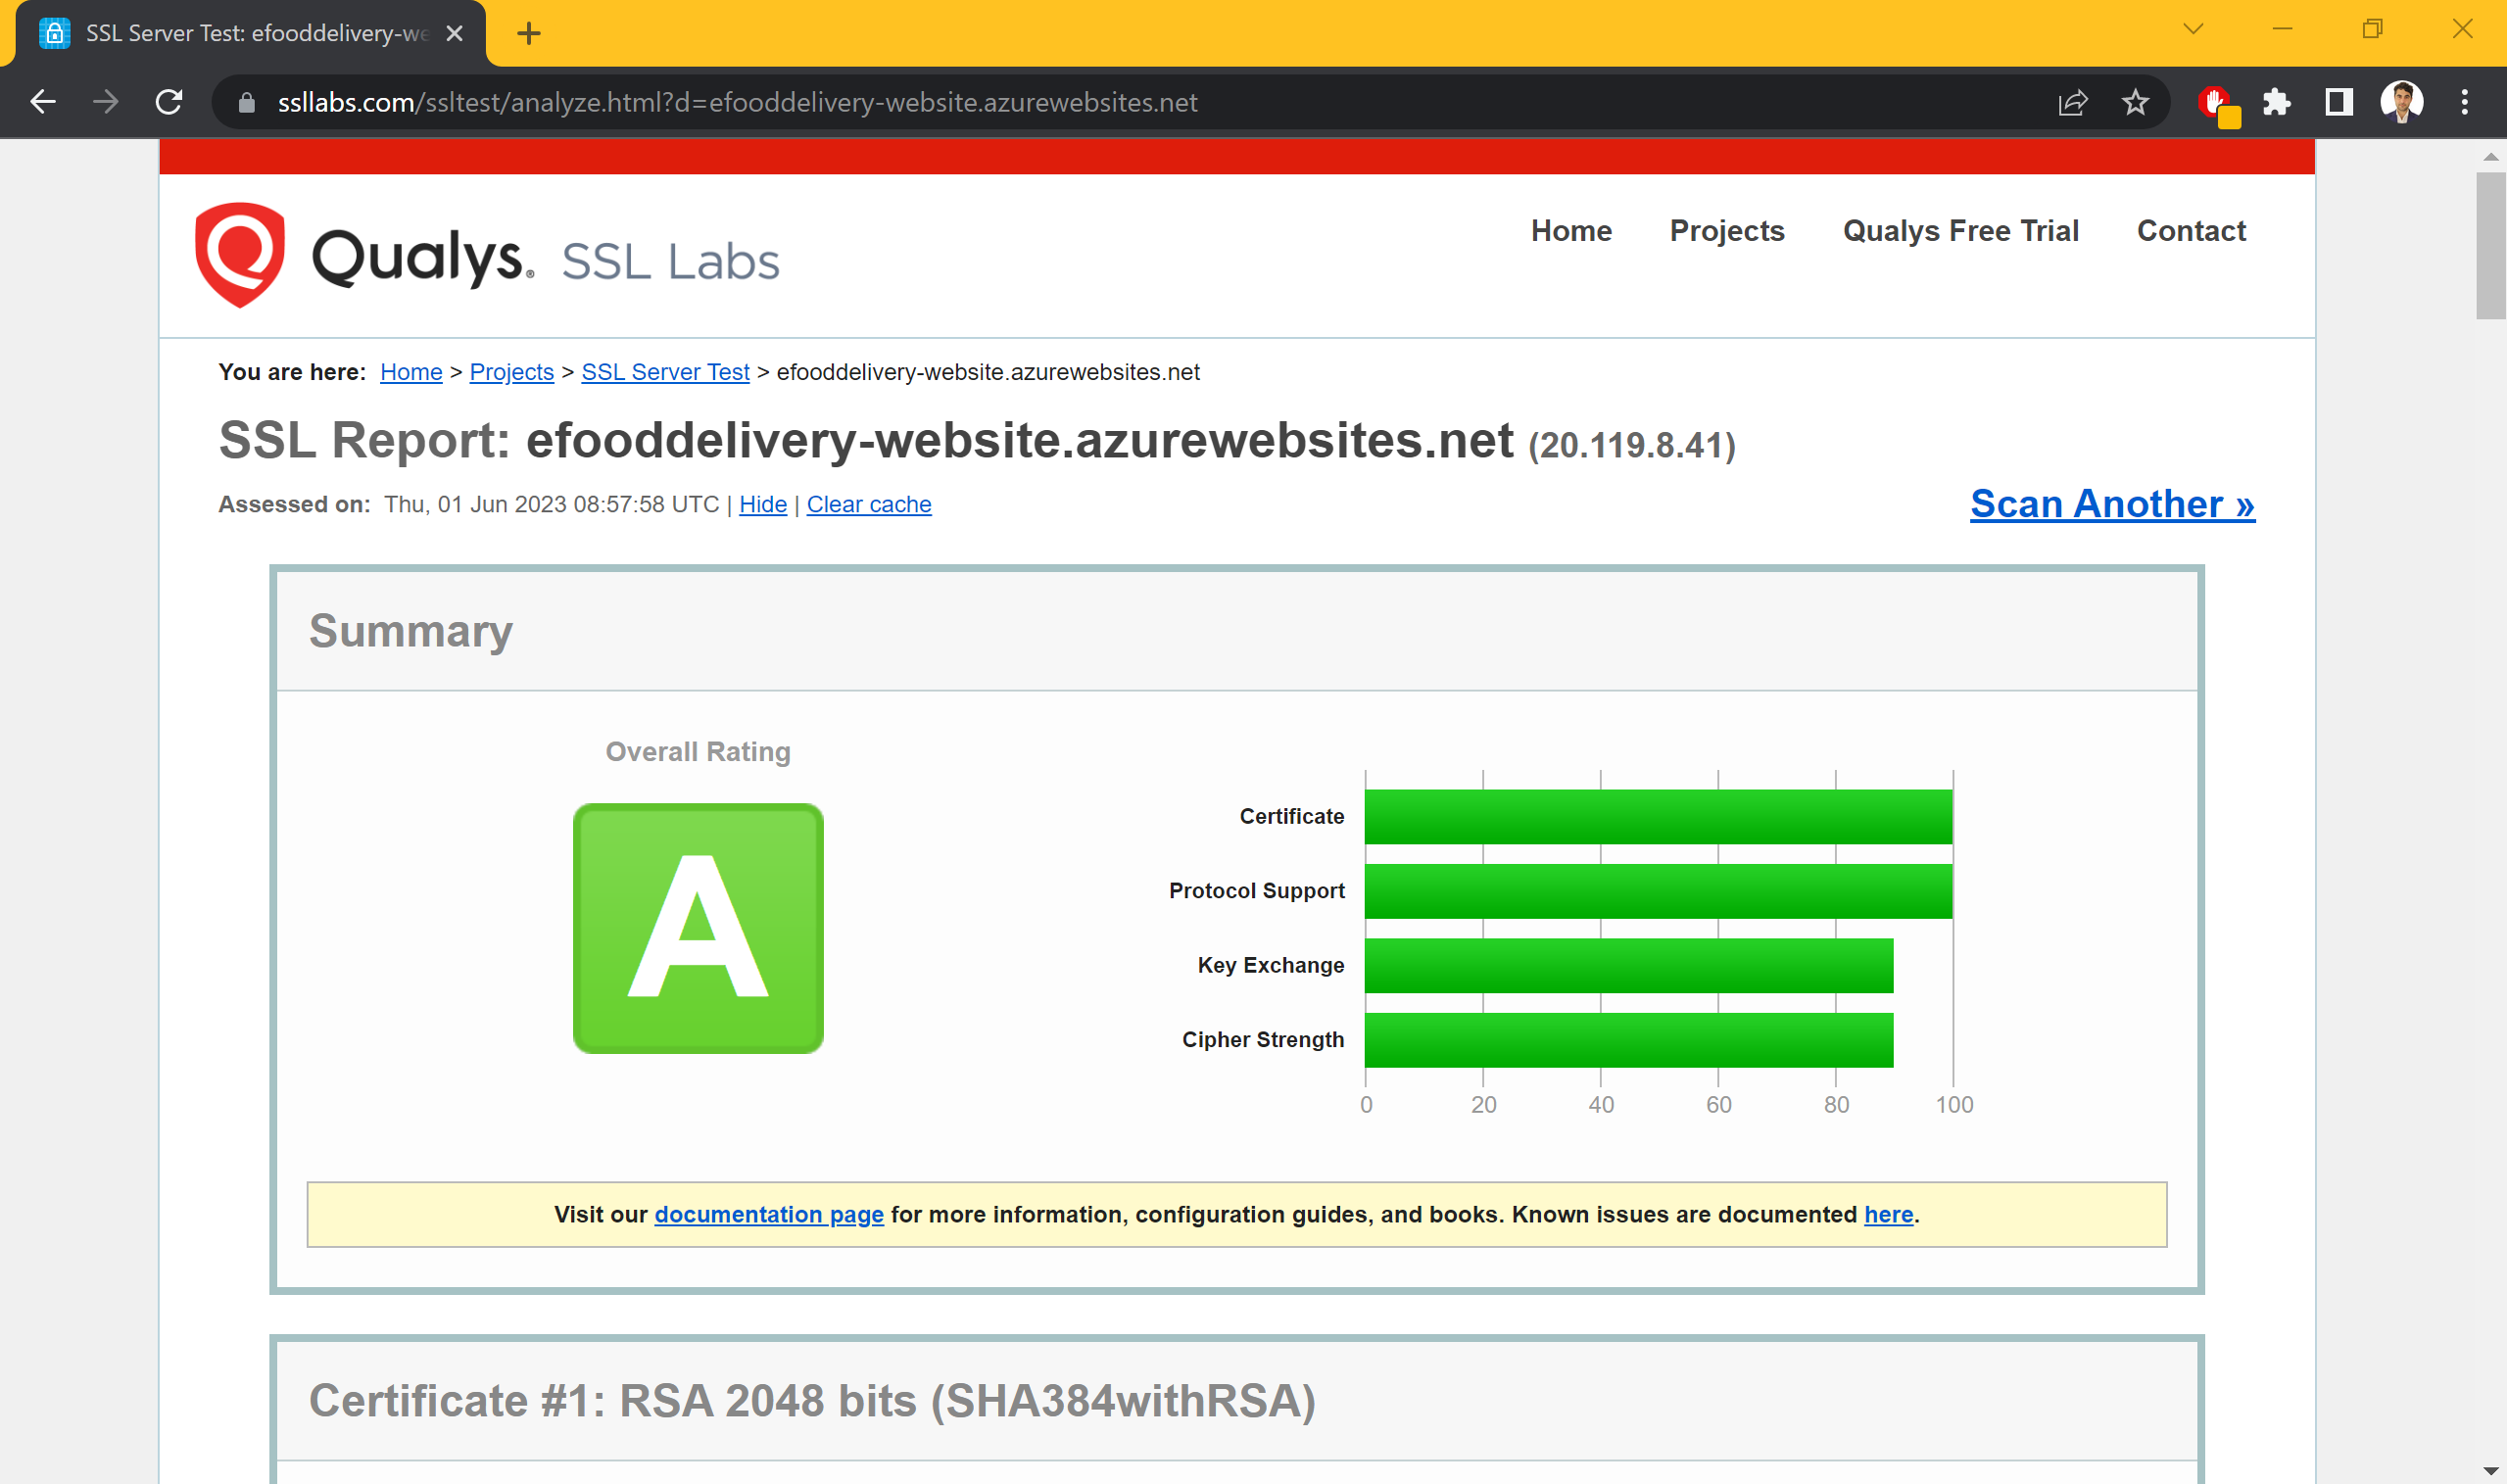 SSL Server Test: efooddelivery-we
ssllabs.com/ssltest/analyze.html?d=efooddelivery-website.azurewebsites.net
Qualys® SSL Labs
Home Projects Qualys Free Trial Contact
You are here: Home > Projects > SSL Server Test > efooddelivery-website.azurewebsites.net
SSL Report: efooddelivery-website.azurewebsites.net (20.119.8.41)
Assessed on: Thu, 01 Jun 2023 08:57:58 UTC | Hide | Clear cache
Scan Another »
Summary
Overall Rating
A
Certificate
Protocol Support
Key Exchange
Cipher Strength
0 20 40 60 80 100
Visit our documentation page for more information, configuration guides, and books. Known issues are documented here.
Certificate #1: RSA 2048 bits (SHA384withRSA)